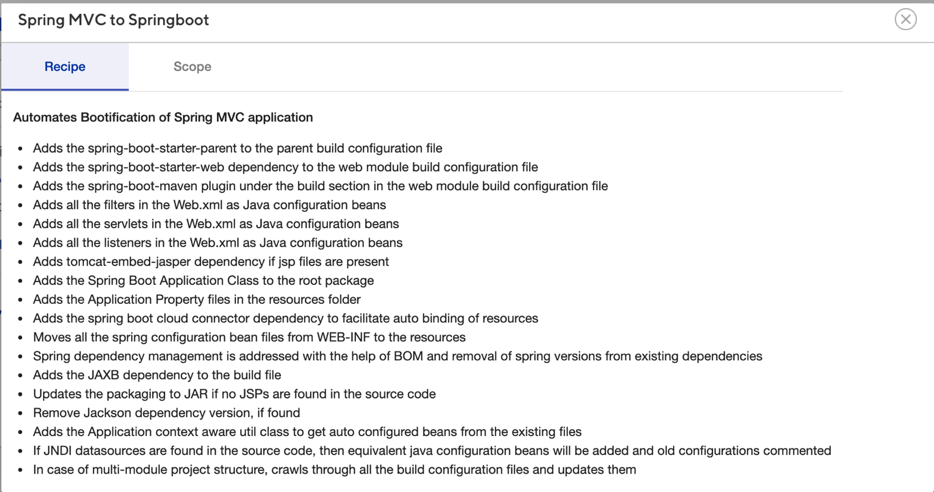 Spring MVC to Springboot
Recipe
Scope
Automates Bootification of Spring MVC application
• Adds the spring-boot-starter-parent to the parent build configuration file
• Adds the spring-boot-starter-web dependency to the web module build configuration file
• Adds the spring-boot-maven plugin under the build section in the web module build configuration file
• Adds all the filters in the Web.xml as Java configuration beans
• Adds all the servlets in the Web.xml as Java configuration beans
• Adds all the listeners in the Web.xml as Java configuration beans
• Adds tomcat-embed-jasper dependency if jsp files are present
• Adds the Spring Boot Application Class to the root package
• Adds the Application Property files in the resources folder
• Adds the spring boot cloud connector dependency to facilitate auto binding of resources
• Moves all the spring configuration bean files from WEB-INF to the resources
• Spring dependency management is addressed with the help of BOM and removal of spring versions from existing dependencies
• Adds the JAXB dependency to the build file
• Updates the packaging to JAR if no JSPs are found in the source code
• Remove Jackson dependency version, if found
• Adds the Application context aware util class to get auto configured beans from the existing files
• If JNDI datasources are found in the source code, then equivalent java configuration beans will be added and old configurations commented
• In case of multi-module project structure, crawls through all the build configuration files and updates them